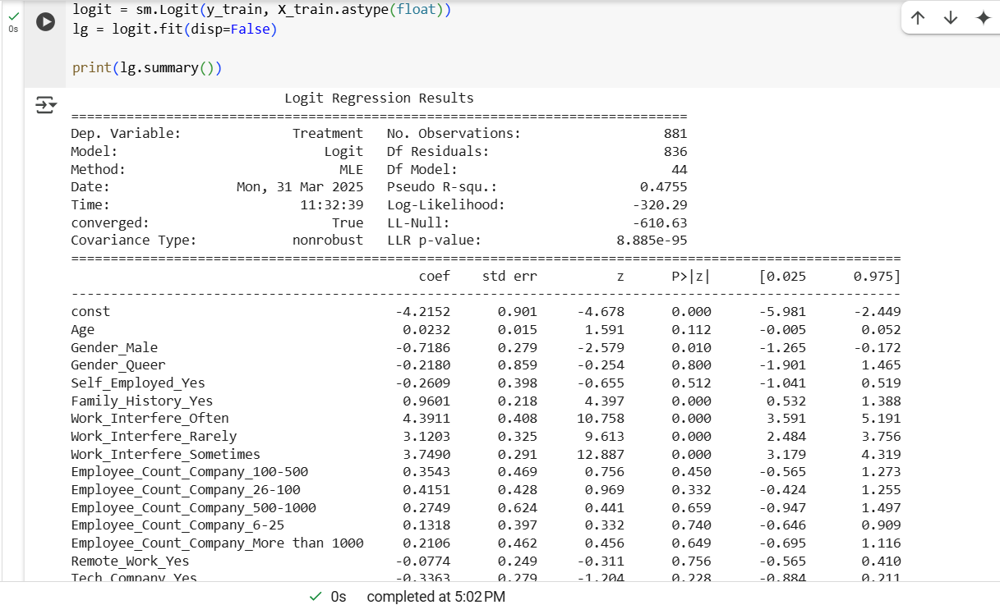 logit = sm.Logit(y_train, X_train.astype(float))
0s
lg = logit.fit(disp=False)
print(lg.summary())
Logit Regression Results
==============================================================================
Dep. Variable: Treatment No. Observations: 881
Model: Logit Df Residuals: 836
Method: MLE Df Model: 44
Date: Mon, 31 Mar 2025 Pseudo R-squ.: 0.4755
Time: 11:32:39 Log-Likelihood: -320.29
converged: True LL-Null: -610.63
Covariance Type: nonrobust LLR p-value: 8.885e-95
=========================================================================================================
coef std err z P>|z| [0.025 0.975]
---------------------------------------------------------------------------------------------------------
const -4.2152 0.901 -4.678 0.000 -5.981 -2.449
Age 0.0232 0.015 1.591 0.112 -0.005 0.052
Gender_Male -0.7186 0.279 -2.579 0.010 -1.265 -0.172
Gender_Queer -0.2180 0.859 -0.254 0.800 -1.901 1.465
Self_Employed_Yes -0.2609 0.398 -0.655 0.512 -1.041 0.519
Family_History_Yes 0.9601 0.218 4.397 0.000 0.532 1.388
Work_Interfere_Often 4.3911 0.408 10.758 0.000 3.591 5.191
Work_Interfere_Rarely 3.1203 0.325 9.613 0.000 2.484 3.756
Work_Interfere_Sometimes 3.7490 0.291 12.887 0.000 3.179 4.319
Employee_Count_Company_100-500 0.3543 0.469 0.756 0.450 -0.565 1.273
Employee_Count_Company_26-100 0.4151 0.428 0.969 0.332 -0.424 1.255
Employee_Count_Company_500-1000 0.2749 0.624 0.441 0.659 -0.947 1.497
Employee_Count_Company_6-25 0.1318 0.397 0.332 0.740 -0.646 0.909
Employee_Count_Company_More than 1000 0.2106 0.462 0.456 0.649 -0.695 1.116
Remote_Work_Yes -0.0774 0.249 -0.311 0.756 -0.565 0.410
Tech_Company_Yes -0.3363 0.279 -1.204 0.228 -0.884 0.211
0s completed at 5:02 PM